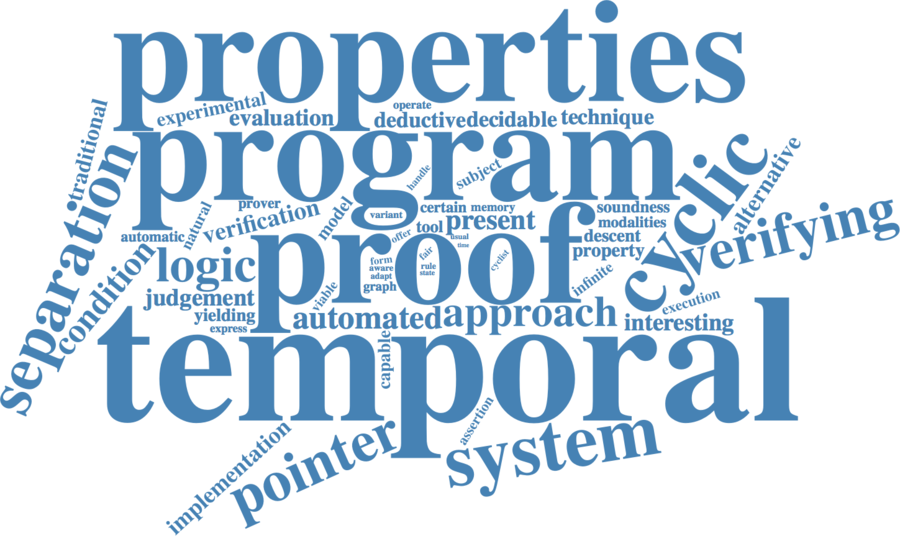 properties
experimental
operate
evaluation
deductive
decidable
technique
traditional
program
handle
subject
cyclic
alternative
separation
natural
prover
verification
model
variant
certain
memory
soundness
modalities
automatic
tool
present
offer
usual
time
descent
property
verifying
condition
logic
proof
form
aware
adapt
graph
fair
rule
state
cyclist
infinite
judgement
viable
execution
yielding
express
automated
approach
interesting
temporal
capable
assertion
implementation
pointer
system